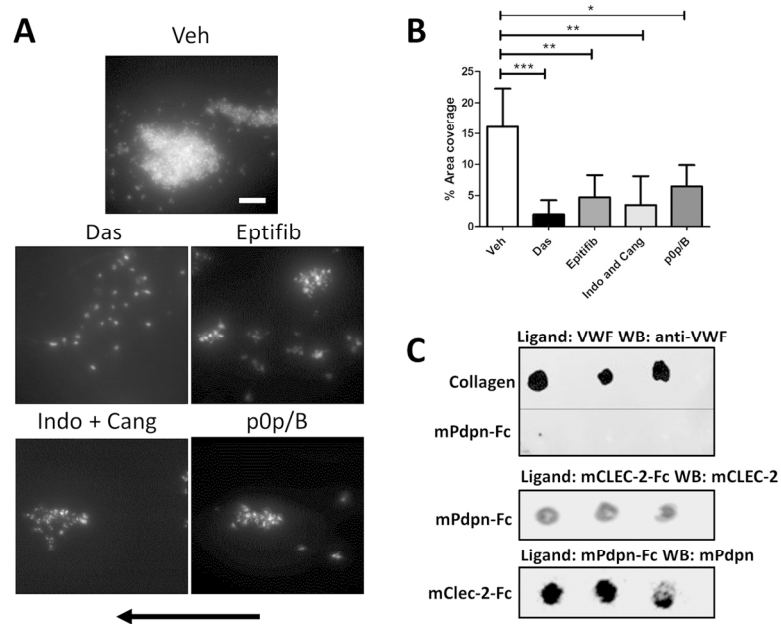 A
Veh
Das
Eptifib
Indo + Cang
p0p/B
B
*
**
**
***
% Area coverage
25
20
15
10
5
0
Veh
Das
Epitifib
Indo and Cang
p0p/B
C
Ligand: VWF WB: anti-VWF
Collagen
mPdpn-Fc
Ligand: mCLEC-2-Fc WB: mCLEC-2
mPdpn-Fc
Ligand: mPdpn-Fc WB: mPdpn
mClec-2-Fc